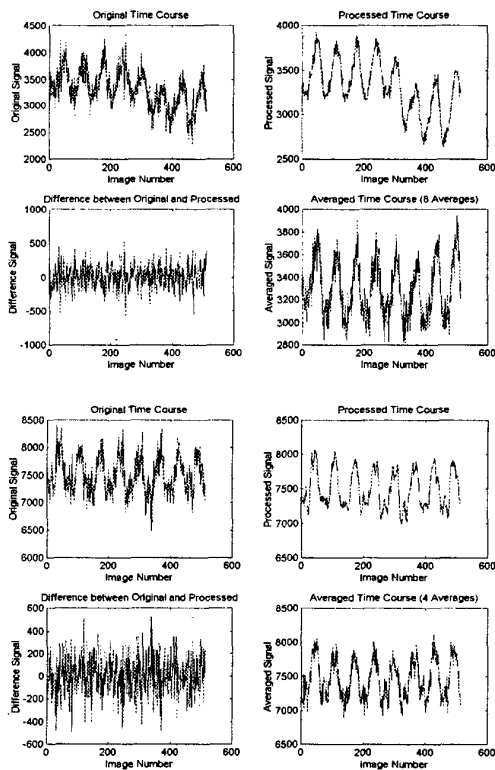 Original Time Course
Original Signal
4500
4000
3500
3000
2500
2000
0 200 400 600
Image Number
Processed Time Course
Processed Signal
4000
3500
3000
2500
0 200 400 600
Image Number
Difference between Original and Processed
Difference Signal
1000
500
0
-500
-1000
0 200 400 600
Image Number
Averaged Time Course (8 Averages)
Averaged Signal
4000
3800
3600
3400
3200
3000
2800
0 200 400 600
Image Number
Original Time Course
Original Signal
8500
8000
7500
7000
6500
6000
0 200 400 600
Image Number
Processed Time Course
Processed Signal
8500
8000
7500
7000
6500
0 200 400 600
Image Number
Difference between Original and Processed
Difference Signal
600
400
200
0
-200
-400
-600
0 200 400 600
Image Number
Averaged Time Course (4 Averages)
Averaged Signal
8500
8000
7500
7000
6500
0 200 400 600
Image Number